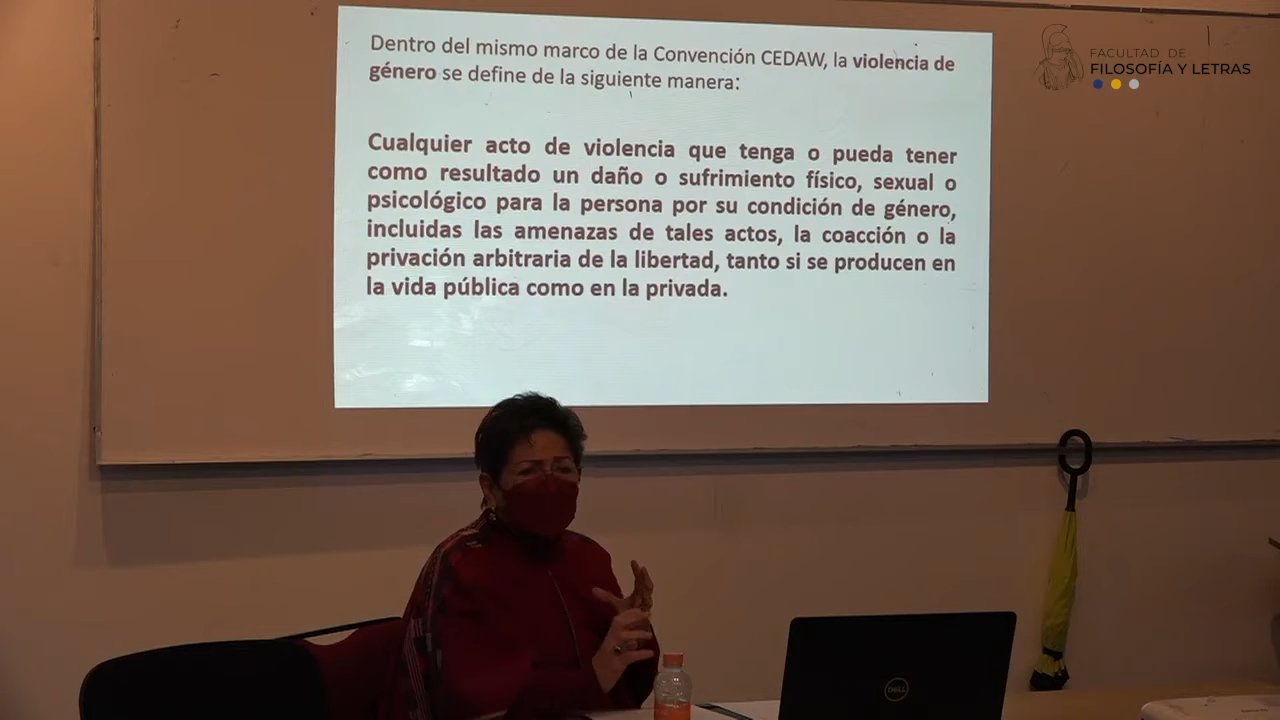 Dentro del mismo marco de la Convención CEDAW, la violencia de
género se define de la siguiente manera:
Cualquier acto de violencia que tenga o pueda tener
como resultado un daño o sufrimiento físico, sexual o
psicológico para la persona por su condición de género,
incluidas las amenazas de tales actos, la coacción o la
privación arbitraria de la libertad, tanto si se producen en
la vida pública como en la privada.
FACULTAD DE
FILOSOFÍA Y LETRAS
DELL